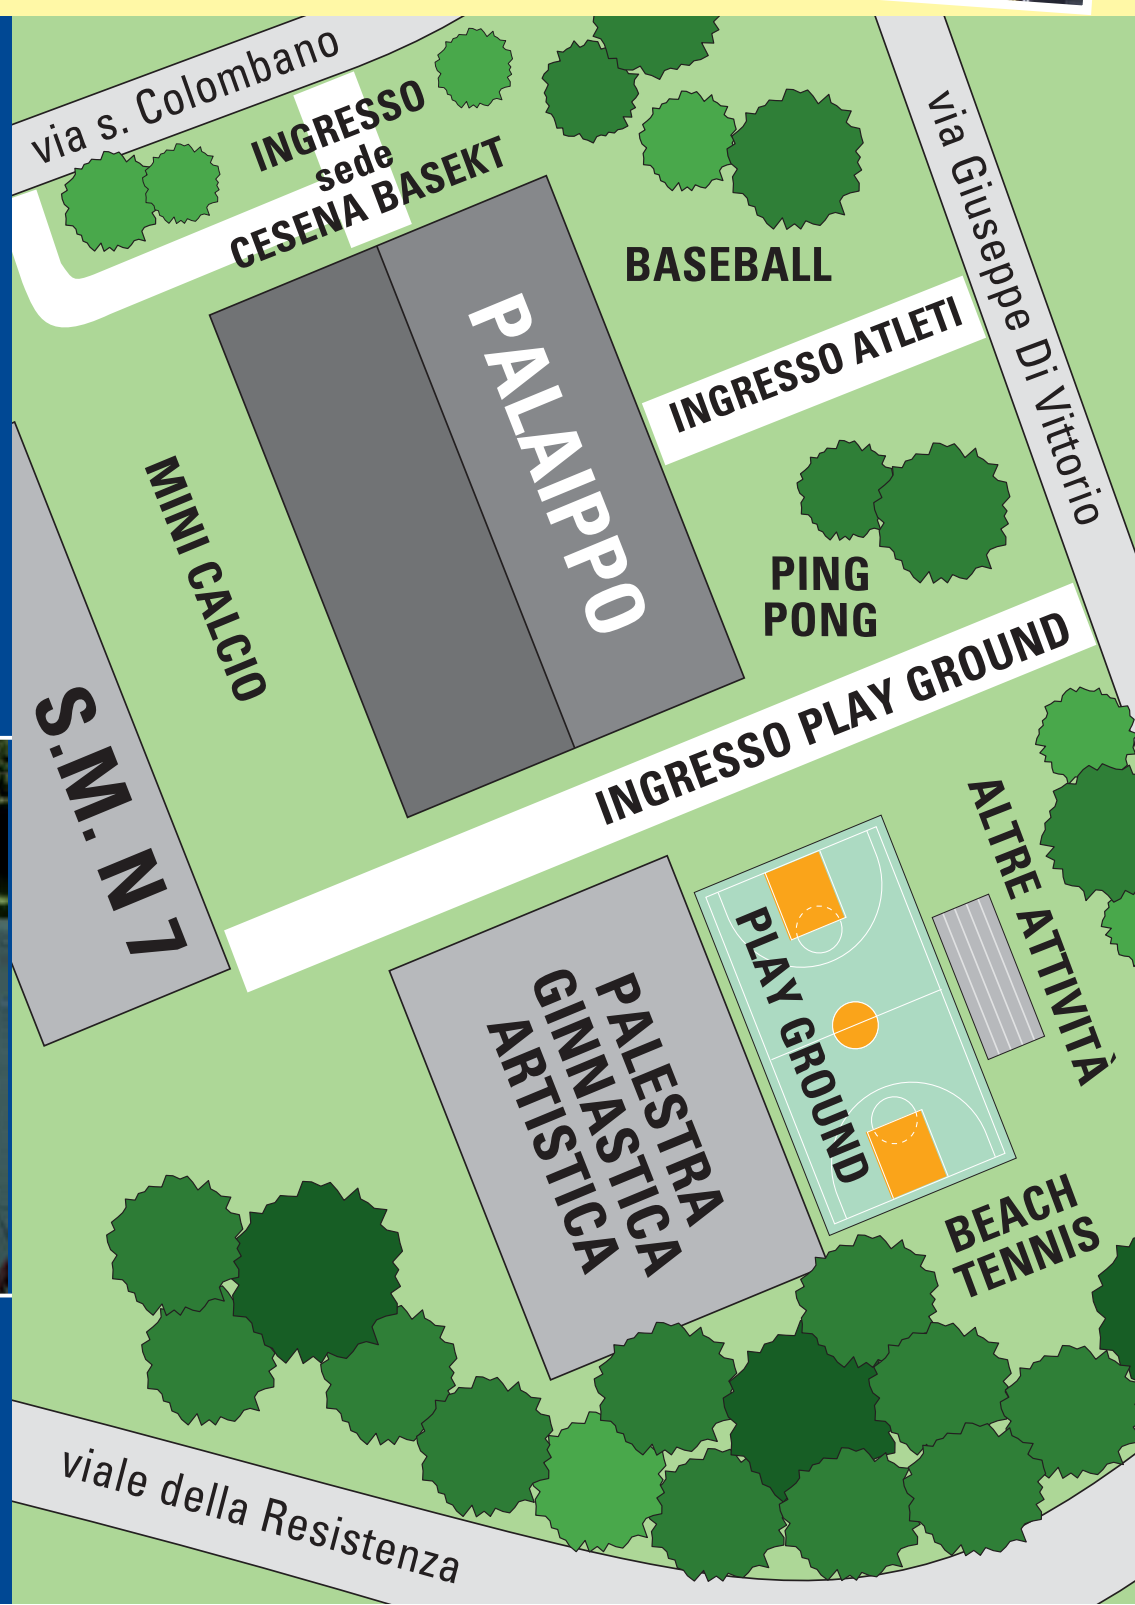 via s. Colombano
INGRESSO
sede
CESENA BASEKT
via Giuseppe Di Vittorio
BASEBALL
INGRESSO ATLETI
PALAIPPO
MINI CALCIO
PING
PONG
S.M. N 7
INGRESSO PLAY GROUND
ALTRE ATTIVITÀ
PLAY GROUND
PALESTRA
GINNASTICA
ARTISTICA
BEACH
TENNIS
viale della Resistenza